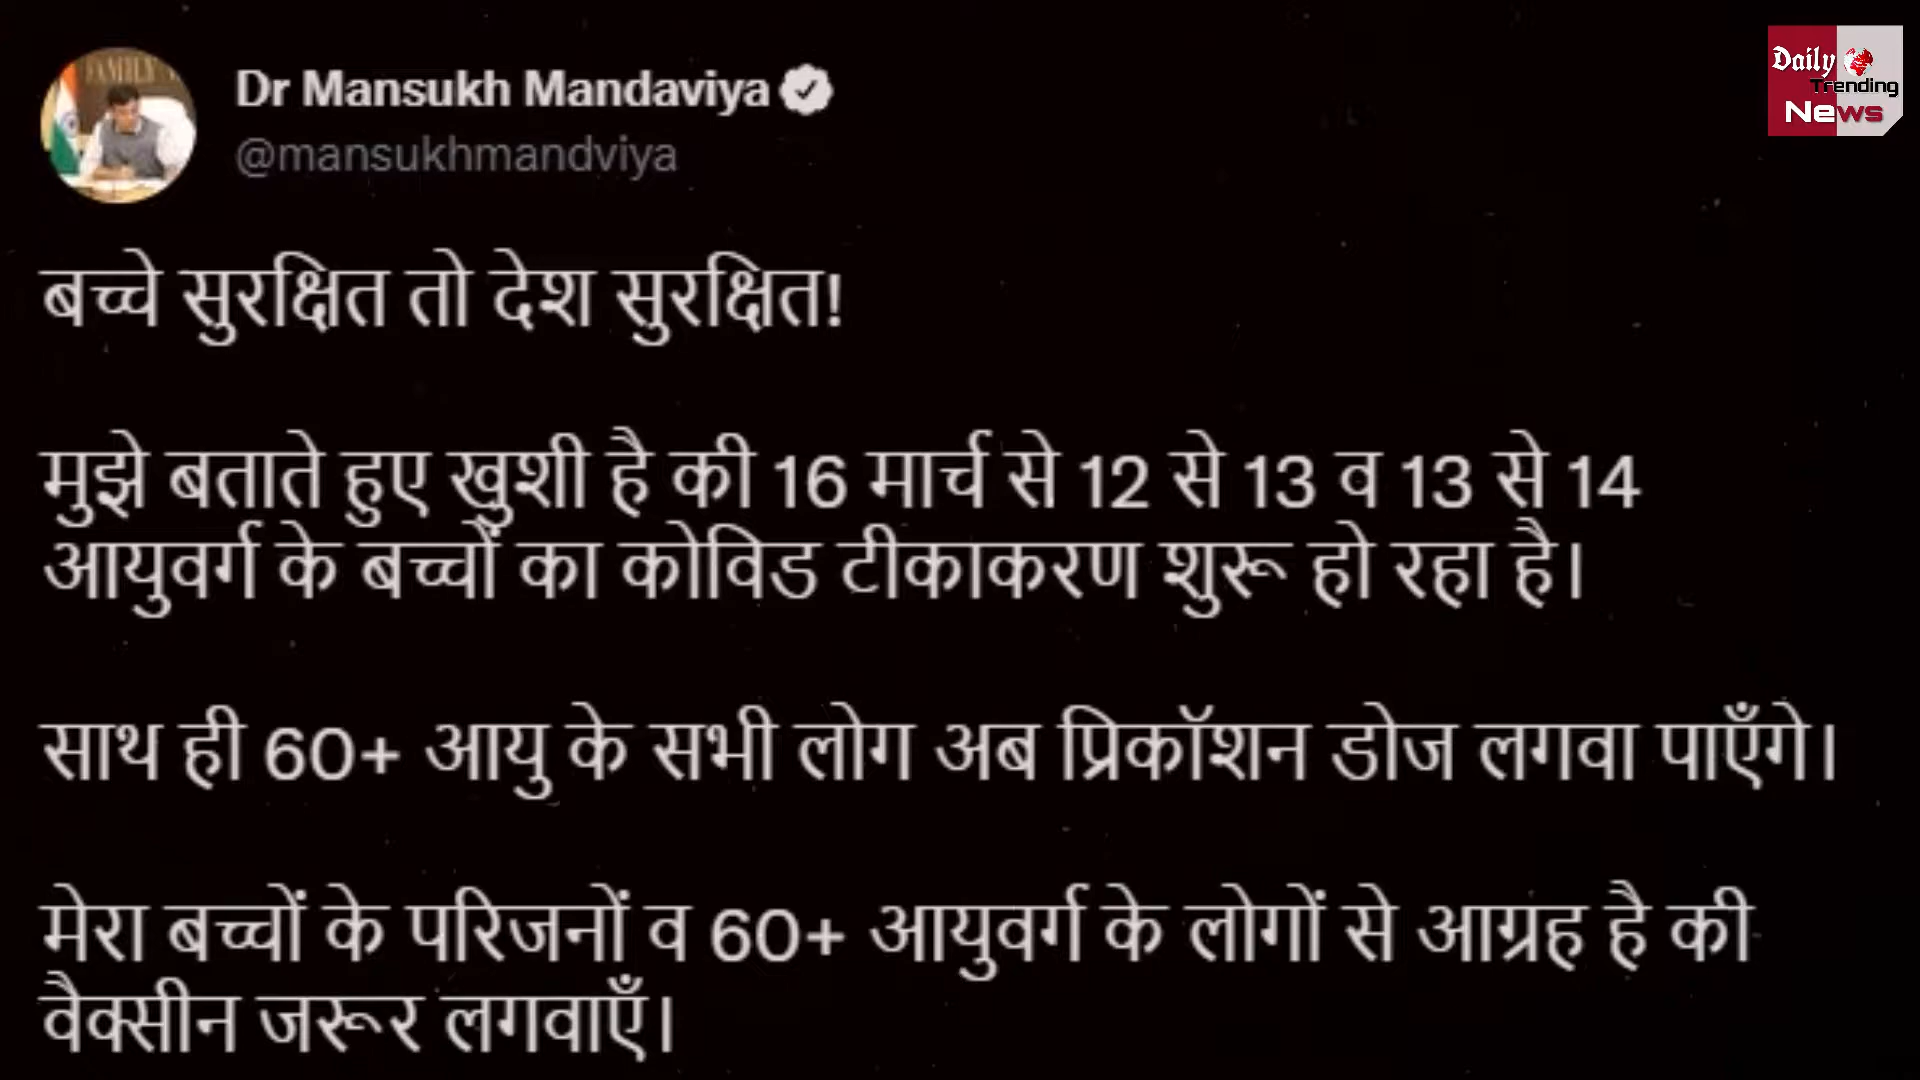 Dr Mansukh Mandaviya
@mansukhmandviya
Daily
Trending
News
बच्चे सुरक्षित तो देश सुरक्षित!
मुझे बताते हुए खुशी है की 16 मार्च से 12 से 13 व 13 से 14
आयुवर्ग के बच्चों का कोविड टीकाकरण शुरू हो रहा है।
साथ ही 60+ आयु के सभी लोग अब प्रिकॉशन डोज लगवा पाएँगे।
मेरा बच्चों के परिजनों व 60+ आयुवर्ग के लोगों से आग्रह है की
वैक्सीन जरूर लगवाएँ।